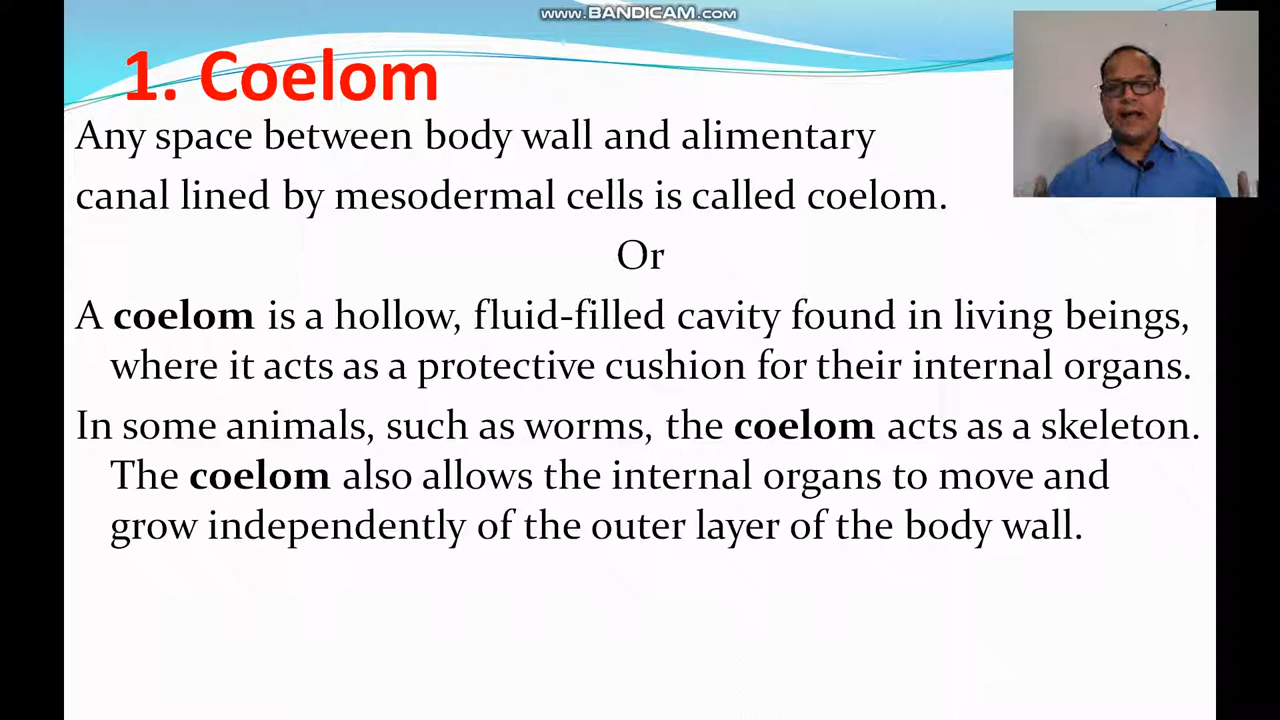 www.BANDICAM.com
1. Coelom
Any space between body wall and alimentary
canal lined by mesodermal cells is called coelom.
Or
A coelom is a hollow, fluid-filled cavity found in living beings,
where it acts as a protective cushion for their internal organs.
In some animals, such as worms, the coelom acts as a skeleton.
The coelom also allows the internal organs to move and
grow independently of the outer layer of the body wall.